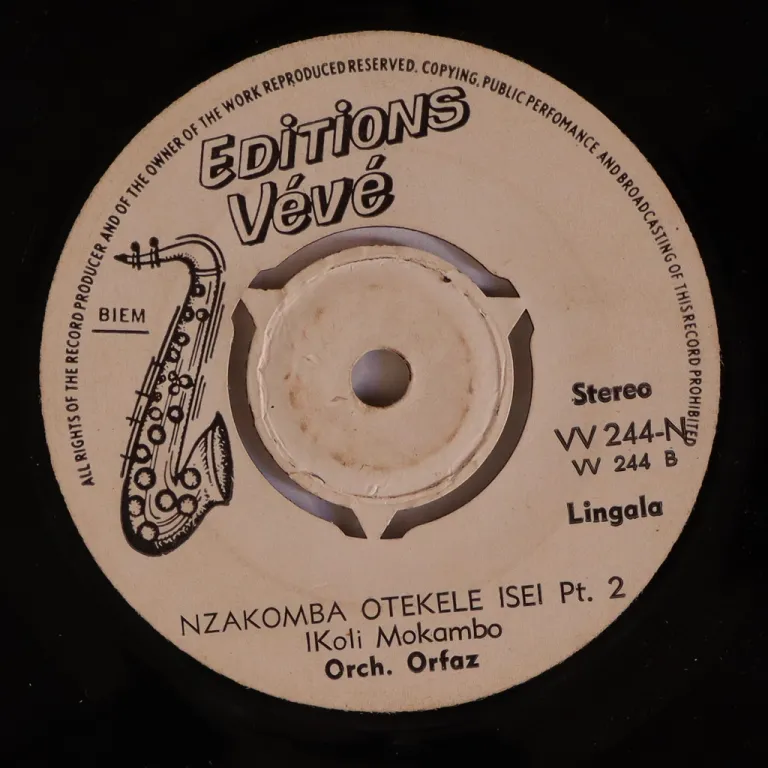 ALL RIGHTS OF THE RECORD PRODUCER AND OF THE OWNER OF THE WORK REPRODUCED RESERVED. COPYING, PUBLIC PERFOMANCE AND BROADCASTING OF THIS RECORD PROHIBITED
EDiTiONS
Vévé
BIEM
Stereo
VV 244-N
VV 244 B
Lingala
NZAKOMBA OTEKELE ISEI Pt. 2
IKoli Mokambo
Orch. Orfaz